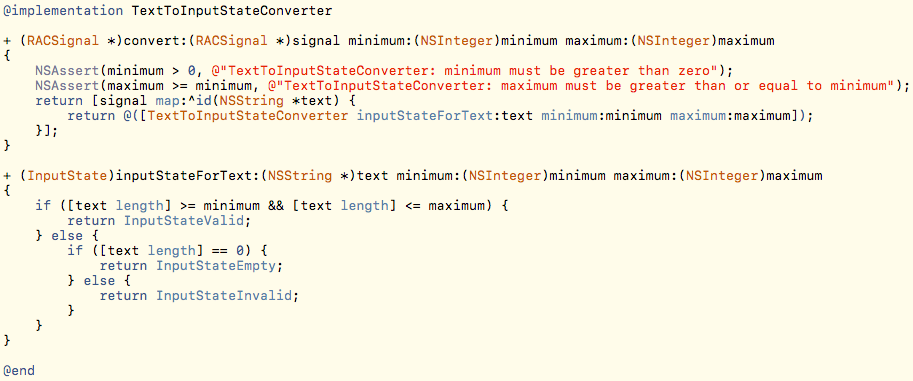 @implementation TextToInputStateConverter
+ (RACSignal *)convert:(RACSignal *)signal minimum:(NSInteger)minimum maximum:(NSInteger)maximum
{
    NSAssert(minimum > 0, @"TextToInputStateConverter: minimum must be greater than zero");
    NSAssert(maximum >= minimum, @"TextToInputStateConverter: maximum must be greater than or equal to minimum");
    return [signal map:^id(NSString *text) {
        return @([TextToInputStateConverter inputStateForText:text minimum:minimum maximum:maximum]);
    }];
}
+ (InputState)inputStateForText:(NSString *)text minimum:(NSInteger)minimum maximum:(NSInteger)maximum
{
    if ([text length] >= minimum && [text length] <= maximum) {
        return InputStateValid;
    } else {
        if ([text length] == 0) {
            return InputStateEmpty;
        } else {
            return InputStateInvalid;
        }
    }
}
@end